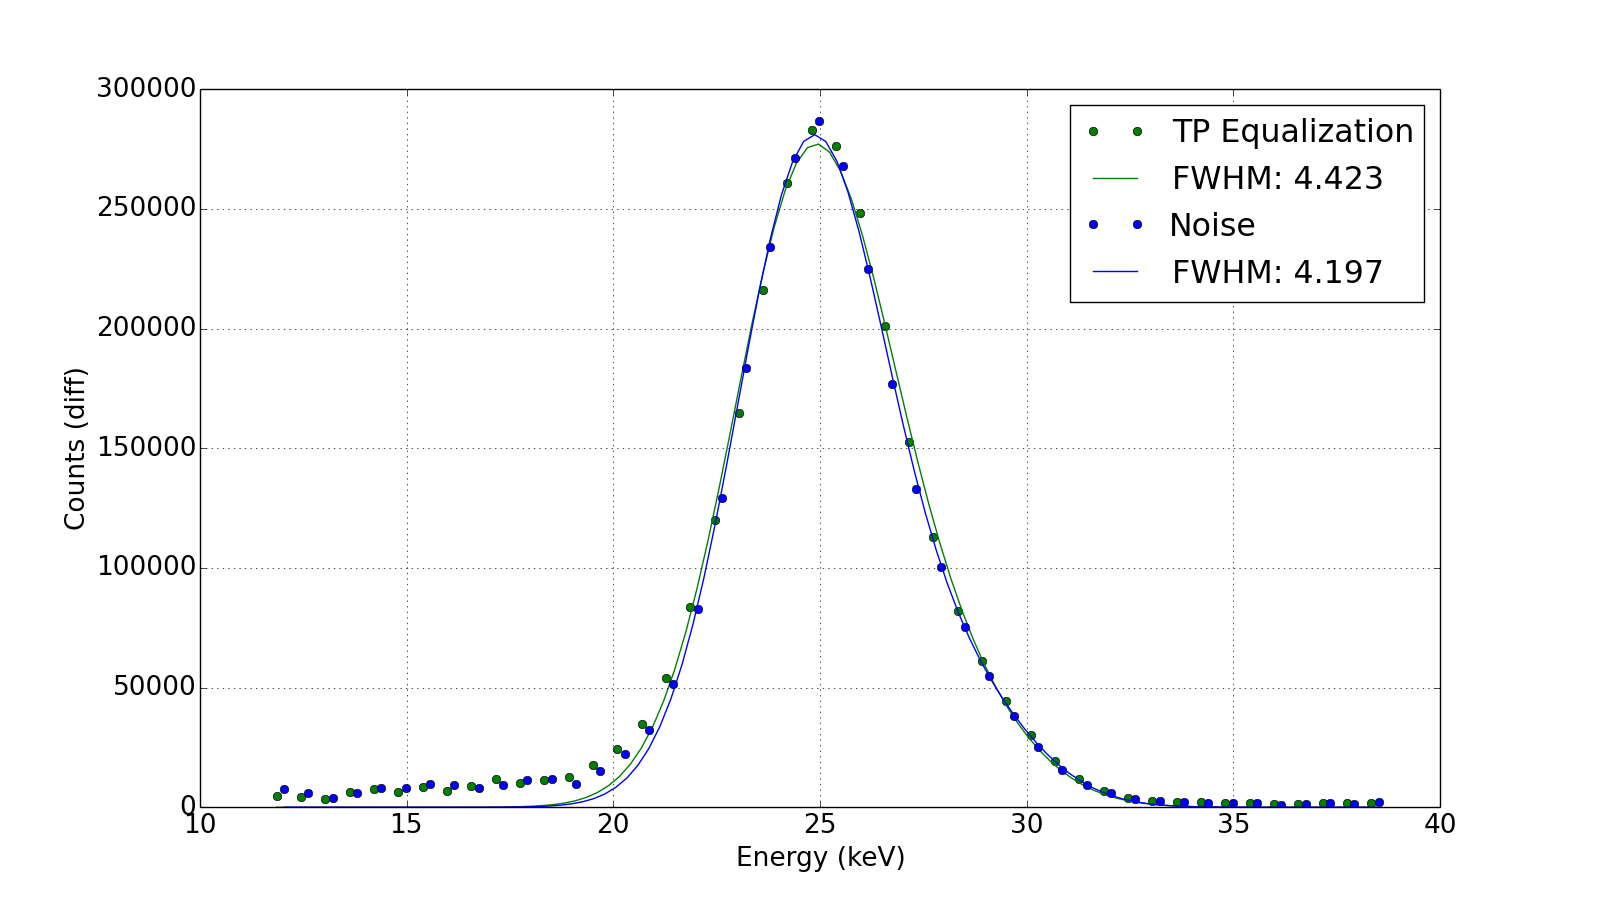 300000
250000
200000
150000
100000
50000
0
10 15 20 25 30 35 40
Energy (keV)
Counts (diff)
TP Equalization
FWHM: 4.423
Noise
FWHM: 4.197